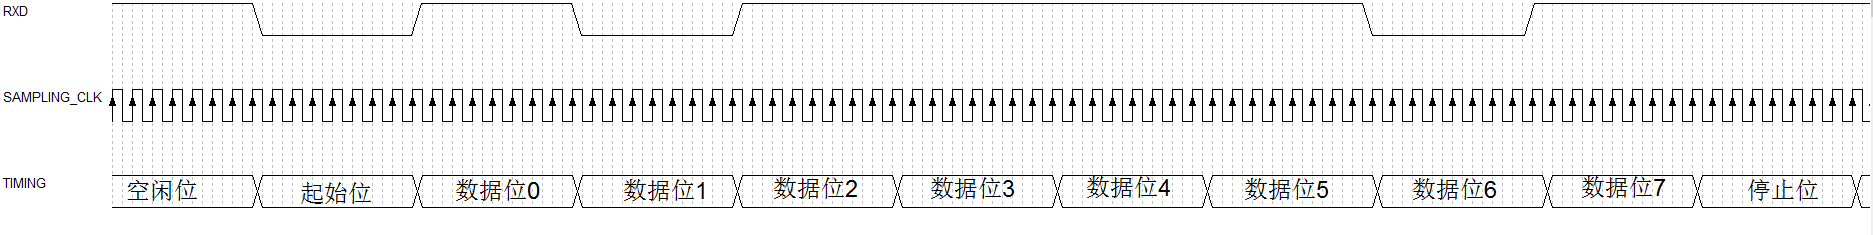 RXD
SAMPLING_CLK
TIMING 空闲位 起始位 数据位0 数据位1 数据位2 数据位3 数据位4 数据位5 数据位6 数据位7 停止位